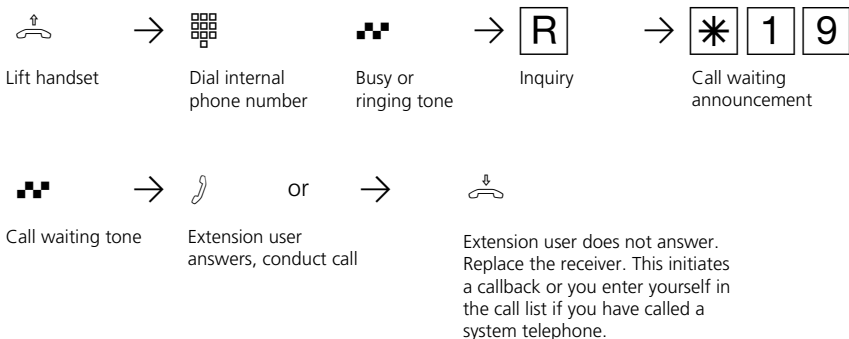 R
✱ 1 9
Lift handset
Dial internal
phone number
Busy or
ringing tone
Inquiry
Call waiting
announcement
or
Call waiting tone
Extension user
answers, conduct call
Extension user does not answer.
Replace the receiver. This initiates
a callback or you enter yourself in
the call list if you have called a
system telephone.